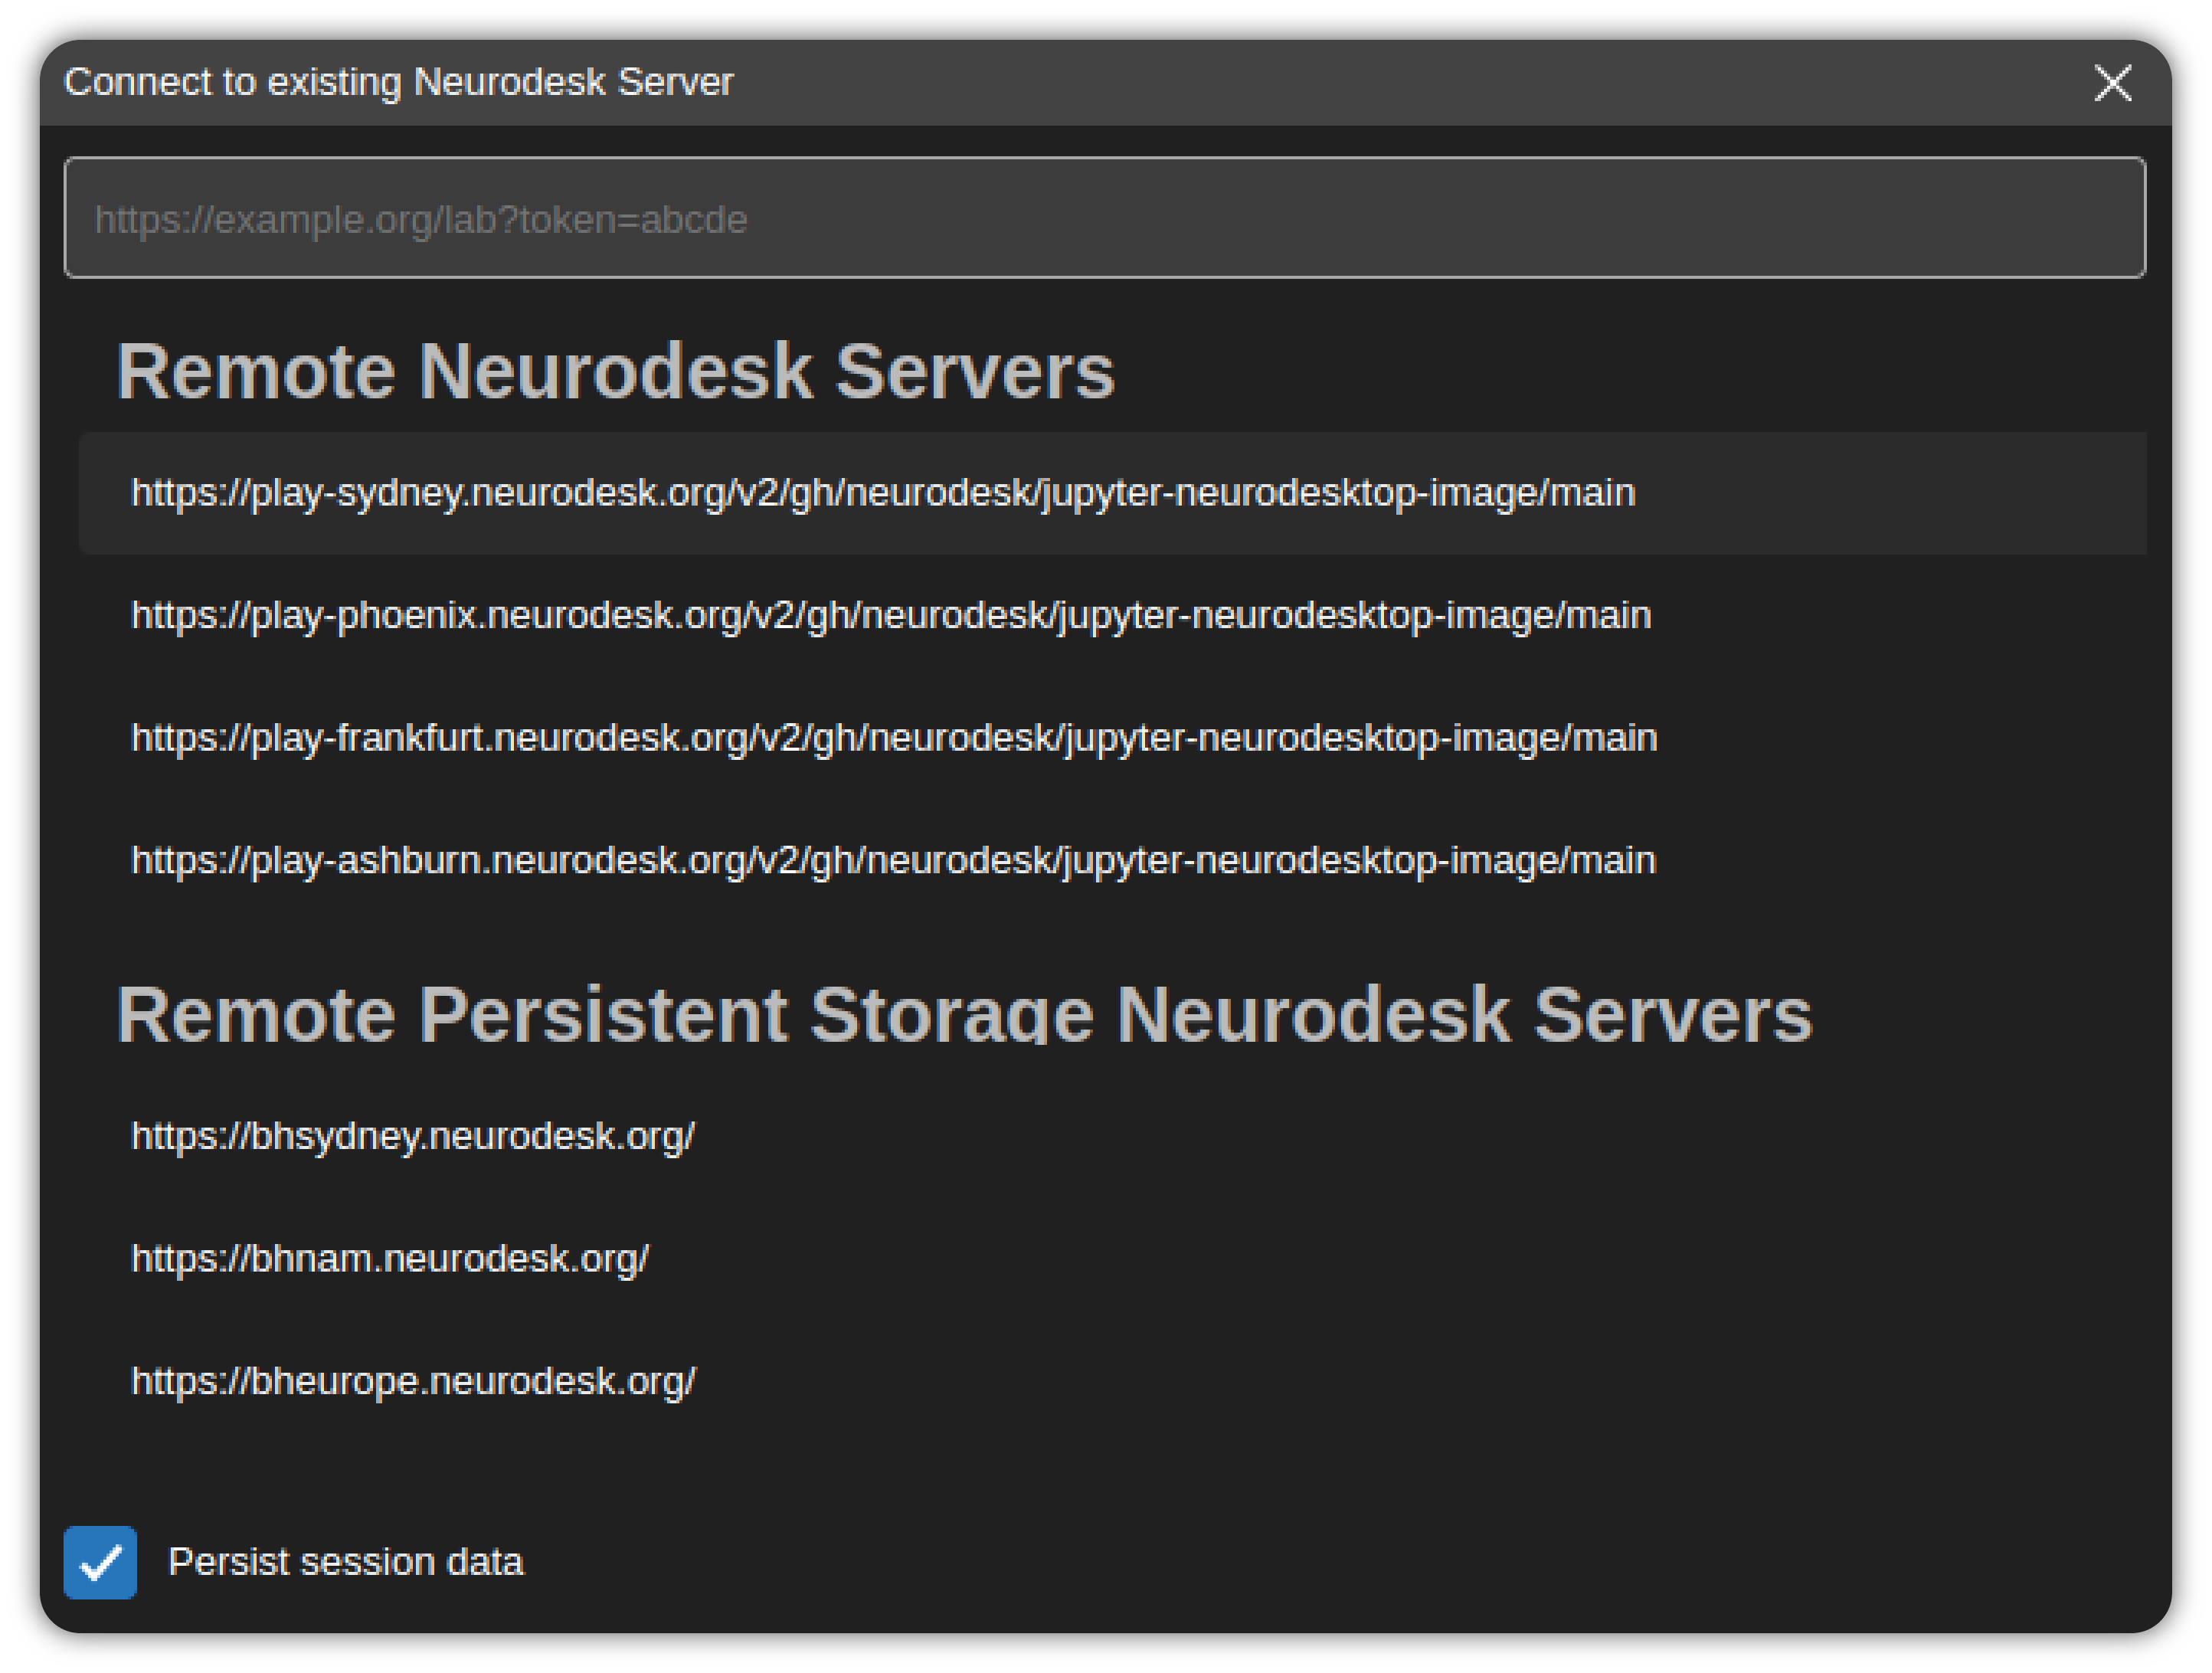 Connect to existing Neurodesk Server
https://example.org/lab?token=abcde
Remote Neurodesk Servers
https://play-sydney.neurodesk.org/v2/gh/neurodesk/jupyter-neurodesktop-image/main
https://play-phoenix.neurodesk.org/v2/gh/neurodesk/jupyter-neurodesktop-image/main
https://play-frankfurt.neurodesk.org/v2/gh/neurodesk/jupyter-neurodesktop-image/main
https://play-ashburn.neurodesk.org/v2/gh/neurodesk/jupyter-neurodesktop-image/main
Remote Persistent Storage Neurodesk Servers
https://bhsydney.neurodesk.org/
https://bhnam.neurodesk.org/
https://bheurope.neurodesk.org/
Persist session data